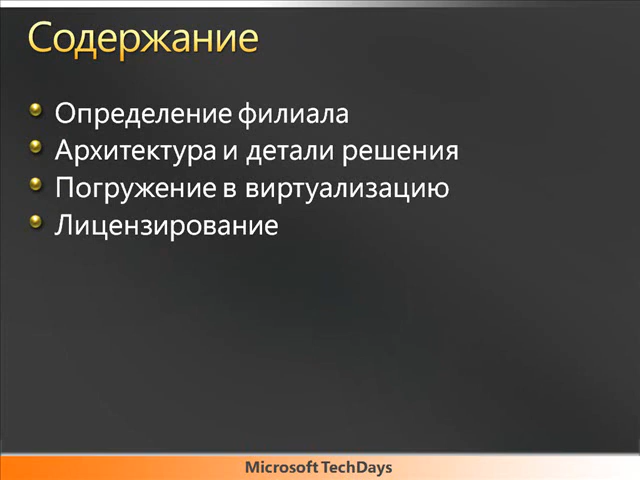 Содержание
Определение филиала
Архитектура и детали решения
Погружение в виртуализацию
Лицензирование
Microsoft TechDays